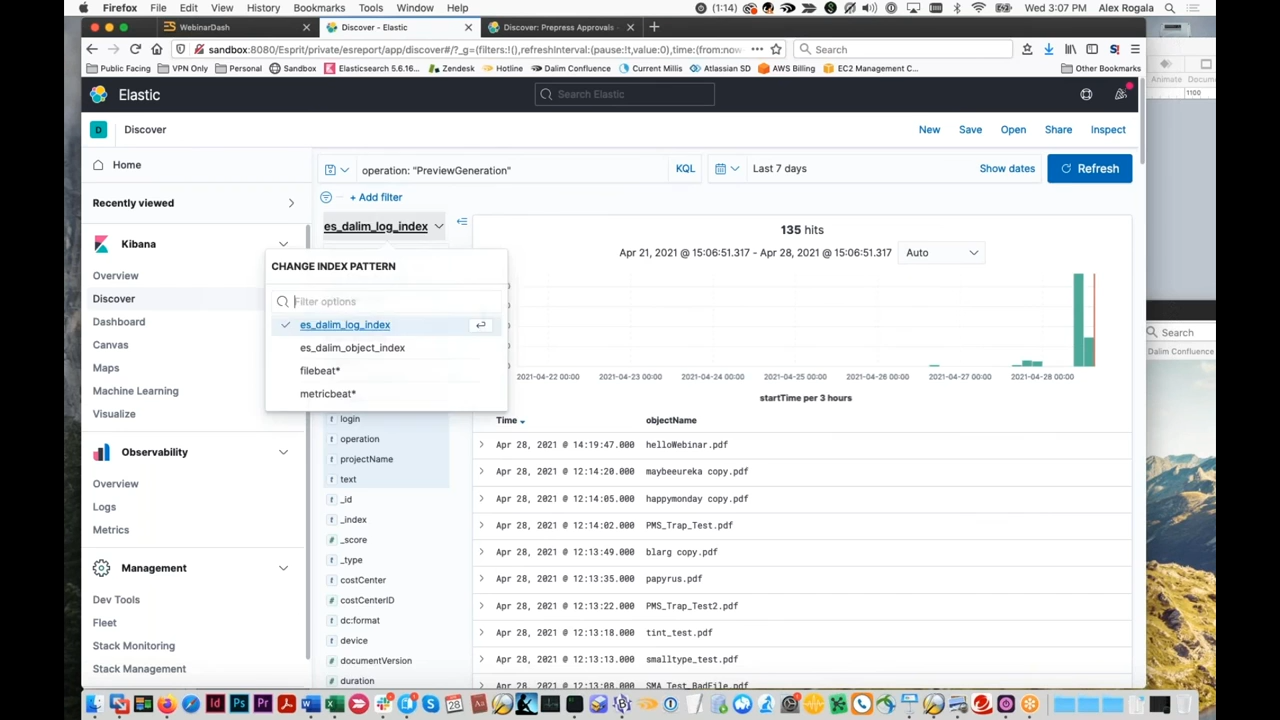 Firefox File Edit View History Bookmarks Tools Window Help (1:14) Wed 3:07 PM Alex Rogala
WebinarDash
Discover - Elastic
Discover: Prepress Approvals
sandbox:8080/Esprit/private/esreport/app/discover#/?_g=(filters:!(),refreshInterval:(pause:!t,value:0),time:(from:now-
Search
Public Facing VPN Only Personal Sandbox Elasticsearch 5.6.16... Zendesk Hotline Dalim Confluence Current Millis Atlassian SD AWS Billing EC2 Management C... Other Bookmarks
Animate Docum
1100
Elastic
Search Elastic
D Discover
New Save Open Share Inspect
Home
operation: "PreviewGeneration"
KQL
Last 7 days
Show dates
Refresh
+ Add filter
Recently viewed
es_dalim_log_index
135 hits
Kibana
Apr 21, 2021 @ 15:06:51.317 - Apr 28, 2021 @ 15:06:51.317 Auto
CHANGE INDEX PATTERN
Filter options
es_dalim_log_index
es_dalim_object_index
filebeat*
metricbeat*
Overview
Discover
Dashboard
Canvas
Maps
Machine Learning
Visualize
Observability
Overview
Logs
Metrics
Management
Dev Tools
Fleet
Stack Monitoring
Stack Management
2021-04-22 00:00 2021-04-23 00:00 2021-04-24 00:00 2021-04-25 00:00 2021-04-26 00:00 2021-04-27 00:00 2021-04-28 00:00
startTime per 3 hours
t login
t operation
t projectName
t text
t _id
t _index
# _score
t _type
t costCenter
# costCenterID
t dc:format
t device
# documentVersion
# duration
Time objectName
Apr 28, 2021 @ 14:19:47.000 helloWebinar.pdf
Apr 28, 2021 @ 12:14:20.000 maybeeureka copy.pdf
Apr 28, 2021 @ 12:14:05.000 happymonday copy.pdf
Apr 28, 2021 @ 12:14:02.000 PMS_Trap_Test.pdf
Apr 28, 2021 @ 12:13:49.000 blarg copy.pdf
Apr 28, 2021 @ 12:13:35.000 papyrus.pdf
Apr 28, 2021 @ 12:13:22.000 PMS_Trap_Test2.pdf
Apr 28, 2021 @ 12:13:18.000 tint_test.pdf
Apr 28, 2021 @ 12:13:13.000 smalltype_test.pdf
Apr 28, 2021 @ 12:13:08.000 SMA_Test_BadFile.pdf
Search
Dalim Confluence